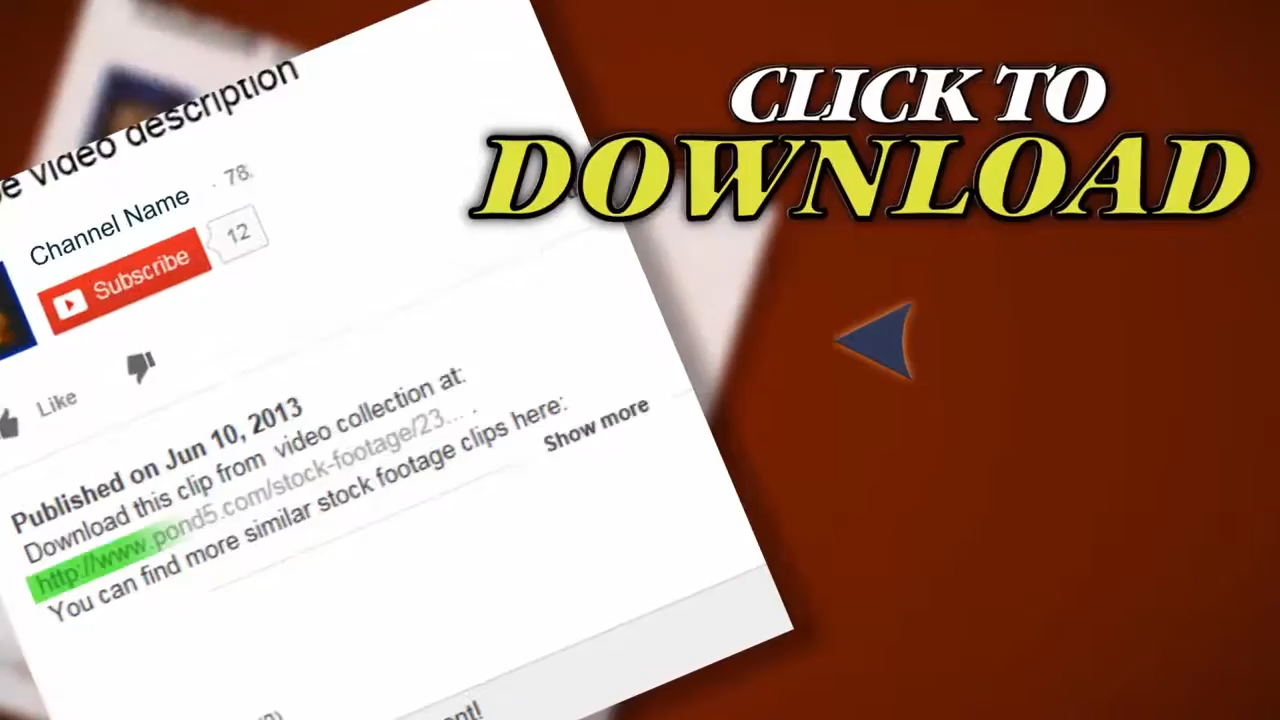 CLICK TO
DOWNLOAD
video description
Channel Name
78
Subscribe
12
Like
Published on Jun 10, 2013
Download this clip from video collection at:
http://www.pond5.com/stock-footage/23...
You can find more similar stock footage clips here:
Show more